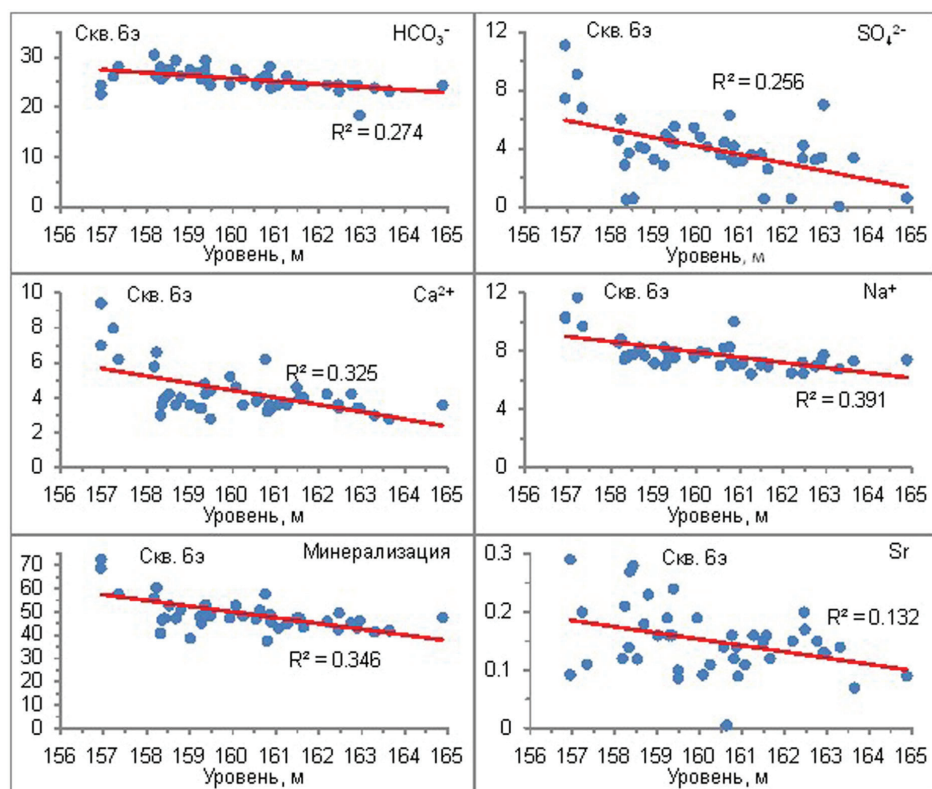 Скв. 6э HCO₃⁻
30
20
10
0
R² = 0.274
156 157 158 159 160 161 162 163 164 165
Уровень, м
Скв. 6э SO₄²⁻
12
8
4
0
R² = 0.256
156 157 158 159 160 161 162 163 164 165
Уровень, м
Скв. 6э Ca²⁺
10
8
6
4
2
0
R² = 0.325
156 157 158 159 160 161 162 163 164 165
Уровень, м
Скв. 6э Na⁺
12
8
4
0
R² = 0.391
156 157 158 159 160 161 162 163 164 165
Уровень, м
Скв. 6э Минерализация
70
60
50
40
30
20
10
0
R² = 0.346
156 157 158 159 160 161 162 163 164 165
Уровень, м
Скв. 6э Sr
0.3
0.2
0.1
0
R² = 0.132
156 157 158 159 160 161 162 163 164 165
Уровень, м